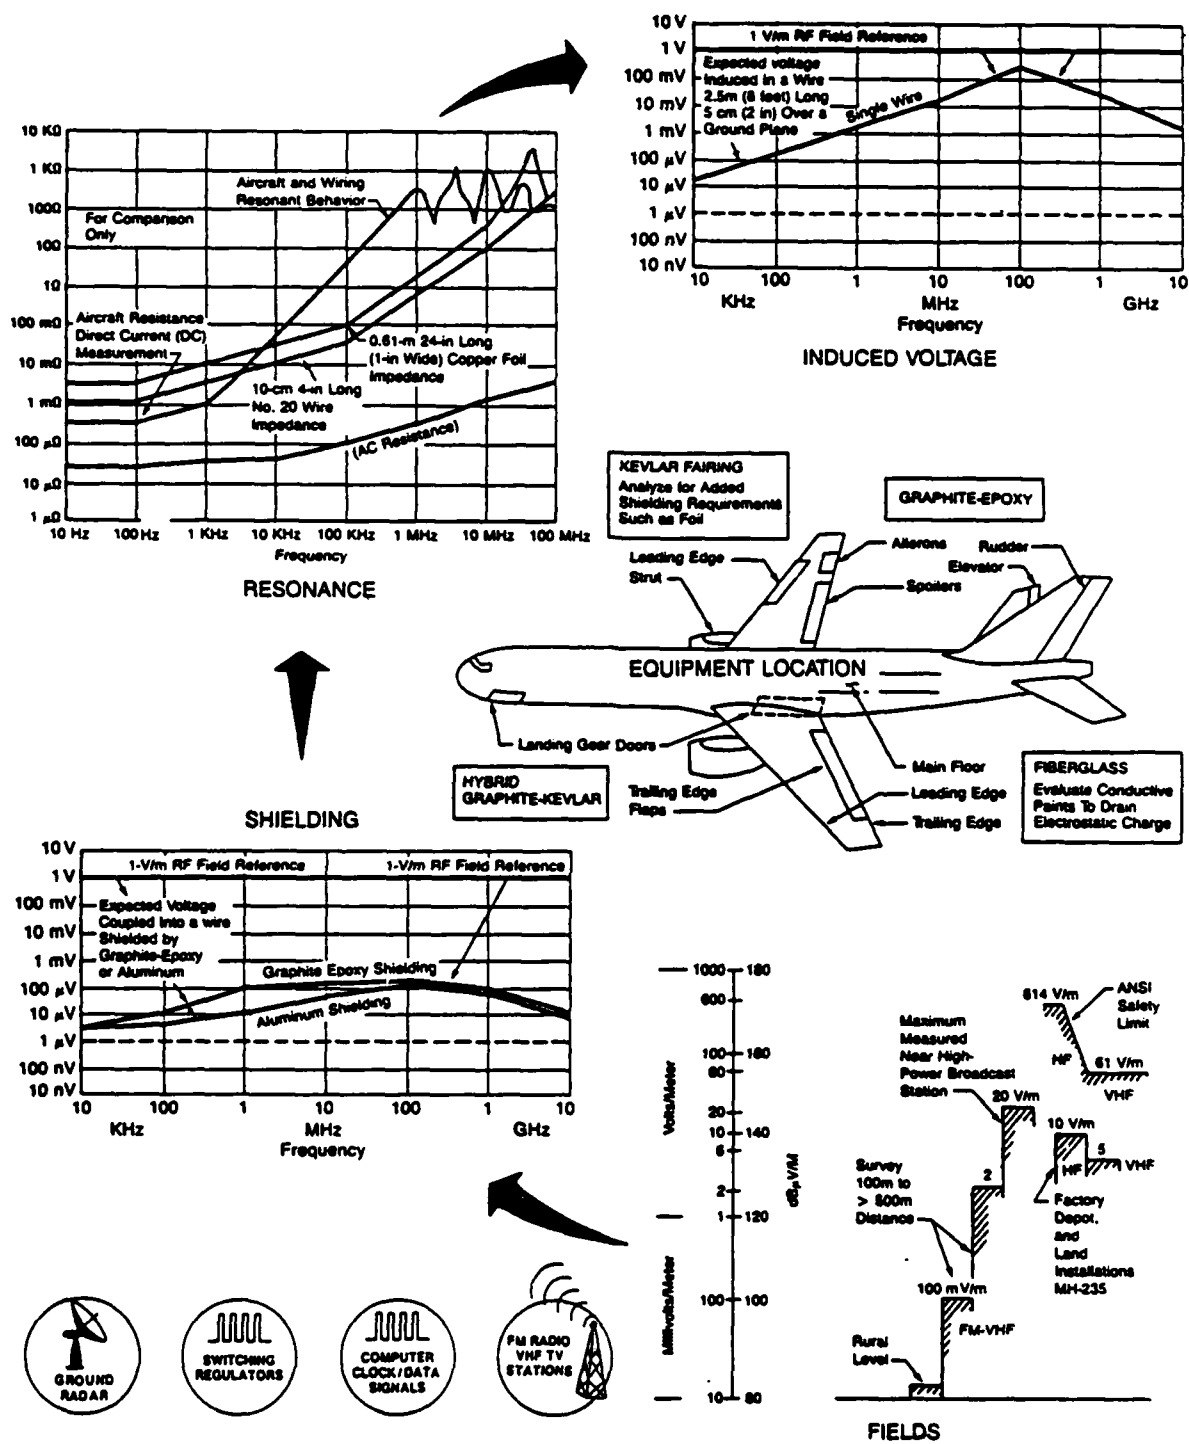 10 V
1 V
100 mV
10 mV
1 mV
100 μV
10 μV
1 μV
100 nV
10 nV
1 V/m RF Field Reference
Expected voltage
Induced in a Wire
2.5m (8 feet) Long
5 cm (2 in) Over a
Ground Plane
Single Wire
10 100 1 10 100 1 10
KHz MHz GHz
Frequency
INDUCED VOLTAGE
10 KΩ
1 KΩ
100Ω
10Ω
1Ω
100 mΩ
10 mΩ
1 mΩ
100 μΩ
10 μΩ
1 μΩ
Aircraft and Wiring
Resonant Behavior
For Comparison
Only
Aircraft Resistance
Direct Current (DC)
Measurement
0.61-m 24-in Long
(1-in Wide) Copper Foil
Impedance
10-cm 4-in Long
No. 20 Wire
Impedance
(AC Resistance)
10 Hz 100 Hz 1 KHz 10 KHz 100 KHz 1 MHz 10 MHz 100 MHz
Frequency
RESONANCE
KEVLAR FAIRING
Analyze for Added
Shielding Requirements
Such as Foil
GRAPHITE-EPOXY
Leading Edge
Strut
Ailerons
Rudder
Elevator
Spoilers
EQUIPMENT LOCATION
Landing Gear Doors
HYBRID
GRAPHITE-KEVLAR
Trailing Edge
Flaps
Main Floor
Leading Edge
Trailing Edge
FIBERGLASS
Evaluate Conductive
Paints To Drain
Electrostatic Charge
SHIELDING
10 V
1 V
100 mV
10 mV
1 mV
100 μV
10 μV
1 μV
100 nV
10 nV
1-V/m RF Field Reference 1-V/m RF Field Reference
Expected Voltage
Coupled Into a wire
Shielded by
Graphite-Epoxy
or Aluminum
Graphite Epoxy Shielding
Aluminum Shielding
10 100 1 10 100 1 10
KHz MHz GHz
Frequency
Volts/Meter
Millivolts/Meter
dBμV/M
1000 180
600
100 160
60
20
10 140
6
2
1 120
100 100
10 80
Maximum
Measured
Near High-
Power Broadcast
Station
20 V/m
614 V/m
ANSI
Safety
Limit
HF
61 V/m
VHF
10 V/m
HF
5
VHF
Survey
100m to
> 500m
Distance
2
Factory
Depot,
and
Land
Installations
MH-235
100 mV/m
FM-VHF
Rural
Level
FIELDS
GROUND
RADAR
SWITCHING
REGULATORS
COMPUTER
CLOCK/DATA
SIGNALS
FM RADIO
VHF TV
STATIONS